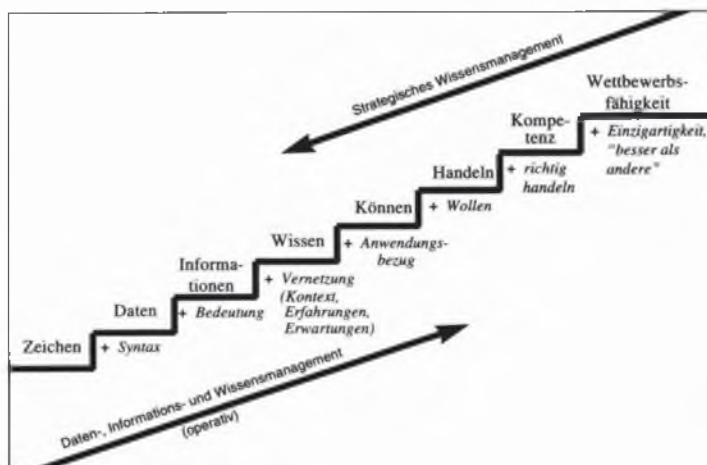 Strategisches Wissensmanagement
Wettbewerbs-
fähigkeit
+ Einzigartigkeit,
"besser als
andere"
Kompe-
tenz
+ richtig
handeln
Handeln
+ Wollen
Können
+ Anwendungs-
bezug
Wissen
+ Vernetzung
(Kontext,
Erfahrungen,
Erwartungen)
Informa-
tionen
+ Bedeutung
Daten
+ Syntax
Zeichen
Daten-, Informations- und Wissensmanagement
(operativ)